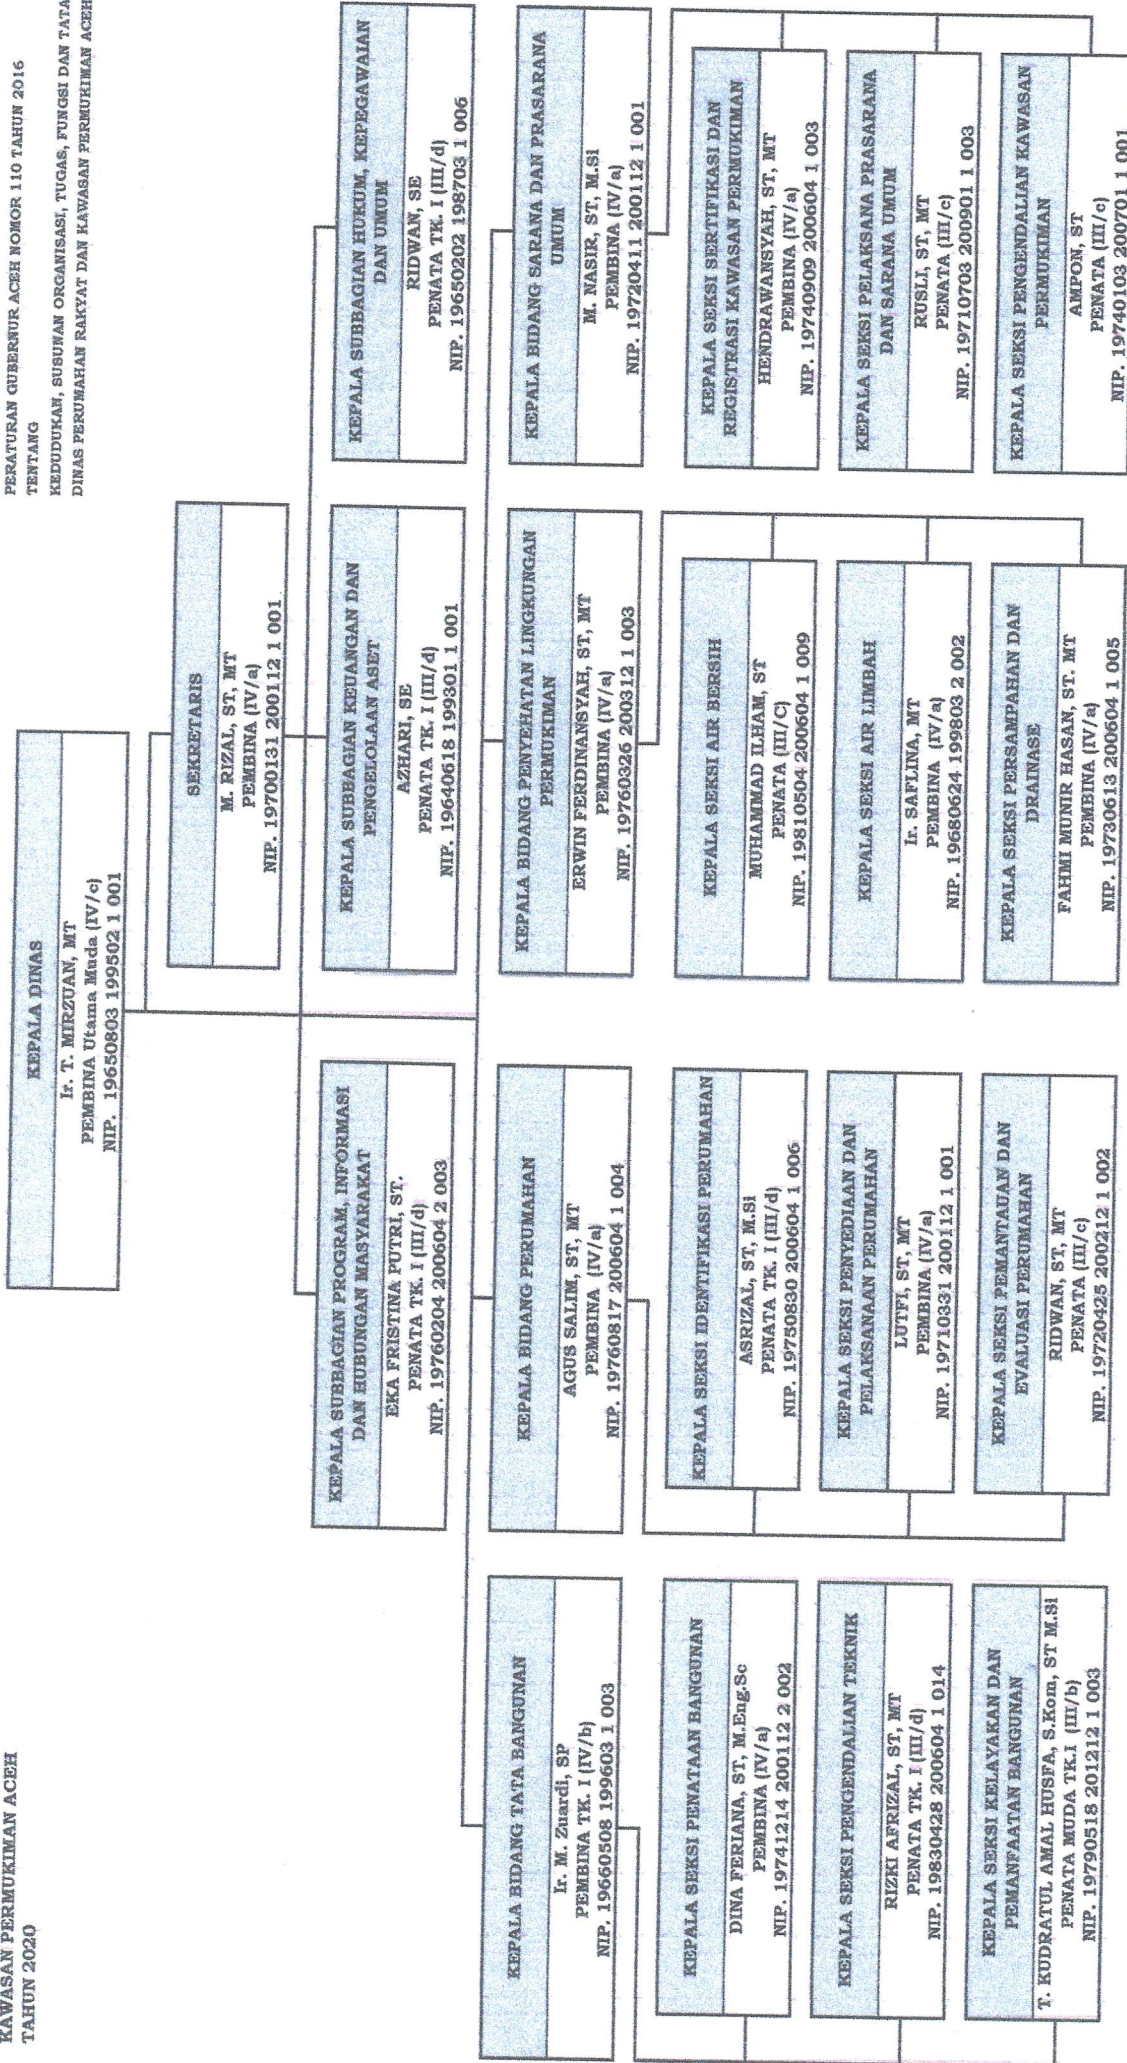 KAWASAN PERMUKIMAN ACEH
TAHUN 2020
PERATURAN GUBERNUR ACEH NOMOR 110 TAHUN 2016
TENTANG
KEDUDUKAN, SUSUNAN ORGANISASI, TUGAS, FUNGSI DAN TATA
DINAS PERUMAHAN RAKYAT DAN KAWASAN PERMUKIMAN ACEH
KEPALA DINAS
Ir. T. MIRZUAN, MT
PEMBINA Utama Muda (IV/c)
NIP. 19650803 199502 1 001
SEKRETARIS
M. RIZAL, ST, MT
PEMBINA (IV/a)
NIP. 19700131 200112 1 001
KEPALA SUBBAGIAN PROGRAM, INFORMASI
DAN HUBUNGAN MASYARAKAT
EKA FRISTINA PUTRI, ST.
PENATA TK. I (III/d)
NIP. 19760204 200604 2 003
KEPALA SUBBAGIAN KEUANGAN DAN
PENGELOLAAN ASET
AZHARI, SE
PENATA TK. I (III/d)
NIP. 19640618 199301 1 001
KEPALA SUBBAGIAN HUKUM, KEPEGAWAIAN
DAN UMUM
RIDWAN, SE
PENATA TK. I (III/d)
NIP. 19650202 198703 1 006
KEPALA BIDANG TATA BANGUNAN
Ir. M. Zuardi, SP
PEMBINA TK. I (IV/b)
NIP. 19660508 199603 1 003
KEPALA SEKSI PENATAAN BANGUNAN
DINA FERIANA, ST, M.Eng.Sc
PEMBINA (IV/a)
NIP. 19741214 200112 2 002
KEPALA SEKSI PENGENDALIAN TEKNIK
RIZKI AFRIZAL, ST, MT
PENATA TK. I (III/d)
NIP. 19830428 200604 1 014
KEPALA SEKSI KELAYAKAN DAN
PEMANFAATAN BANGUNAN
T. KUDRATUL AMAL HUSFA, S.Kom, ST M.Si
PENATA MUDA TK.I (III/b)
NIP. 19790518 201212 1 003
KEPALA BIDANG PERUMAHAN
AGUS SALIM, ST, MT
PEMBINA (IV/a)
NIP. 19760817 200604 1 004
KEPALA SEKSI IDENTIFIKASI PERUMAHAN
ASRIZAL, ST, M.Si
PENATA TK. I (III/d)
NIP. 19750830 200604 1 006
KEPALA SEKSI PENYEDIAAN DAN
PELAKSANAAN PERUMAHAN
LUTFI, ST, MT
PEMBINA (IV/a)
NIP. 19710331 200112 1 001
KEPALA SEKSI PEMANTAUAN DAN
EVALUASI PERUMAHAN
RIDWAN, ST, MT
PENATA (III/c)
NIP. 19720425 200212 1 002
KEPALA BIDANG PENYEHATAN LINGKUNGAN
PERMUKIMAN
ERWIN FERDINANSYAH, ST, MT
PEMBINA (IV/a)
NIP. 19760326 200312 1 003
KEPALA SEKSI AIR BERSIH
MUHAMMAD ILHAM, ST
PENATA (III/C)
NIP. 19810504 200604 1 009
KEPALA SEKSI AIR LIMBAH
Ir. SAFLINA, MT
PEMBINA (IV/a)
NIP. 19680624 199803 2 002
KEPALA SEKSI PERSAMPAHAN DAN
DRAINASE
FAHMI MUNIR HASAN, ST. MT
PEMBINA (IV/a)
NIP. 19730613 200604 1 005
KEPALA BIDANG SARANA DAN PRASARANA
UMUM
M. NASIR, ST, M.Si
PEMBINA (IV/a)
NIP. 19720411 200112 1 001
KEPALA SEKSI SERTIFIKASI DAN
REGISTRASI KAWASAN PERMUKIMAN
HENDRAWANSYAH, ST, MT
PEMBINA (IV/a)
NIP. 19740909 200604 1 003
KEPALA SEKSI PELAKSANA PRASARANA
DAN SARANA UMUM
RUSLI, ST, MT
PENATA (III/c)
NIP. 19710703 200901 1 003
KEPALA SEKSI PENGENDALIAN KAWASAN
PERMUKIMAN
AMPON, ST
PENATA (III/c)
NIP. 19740103 200701 1 001